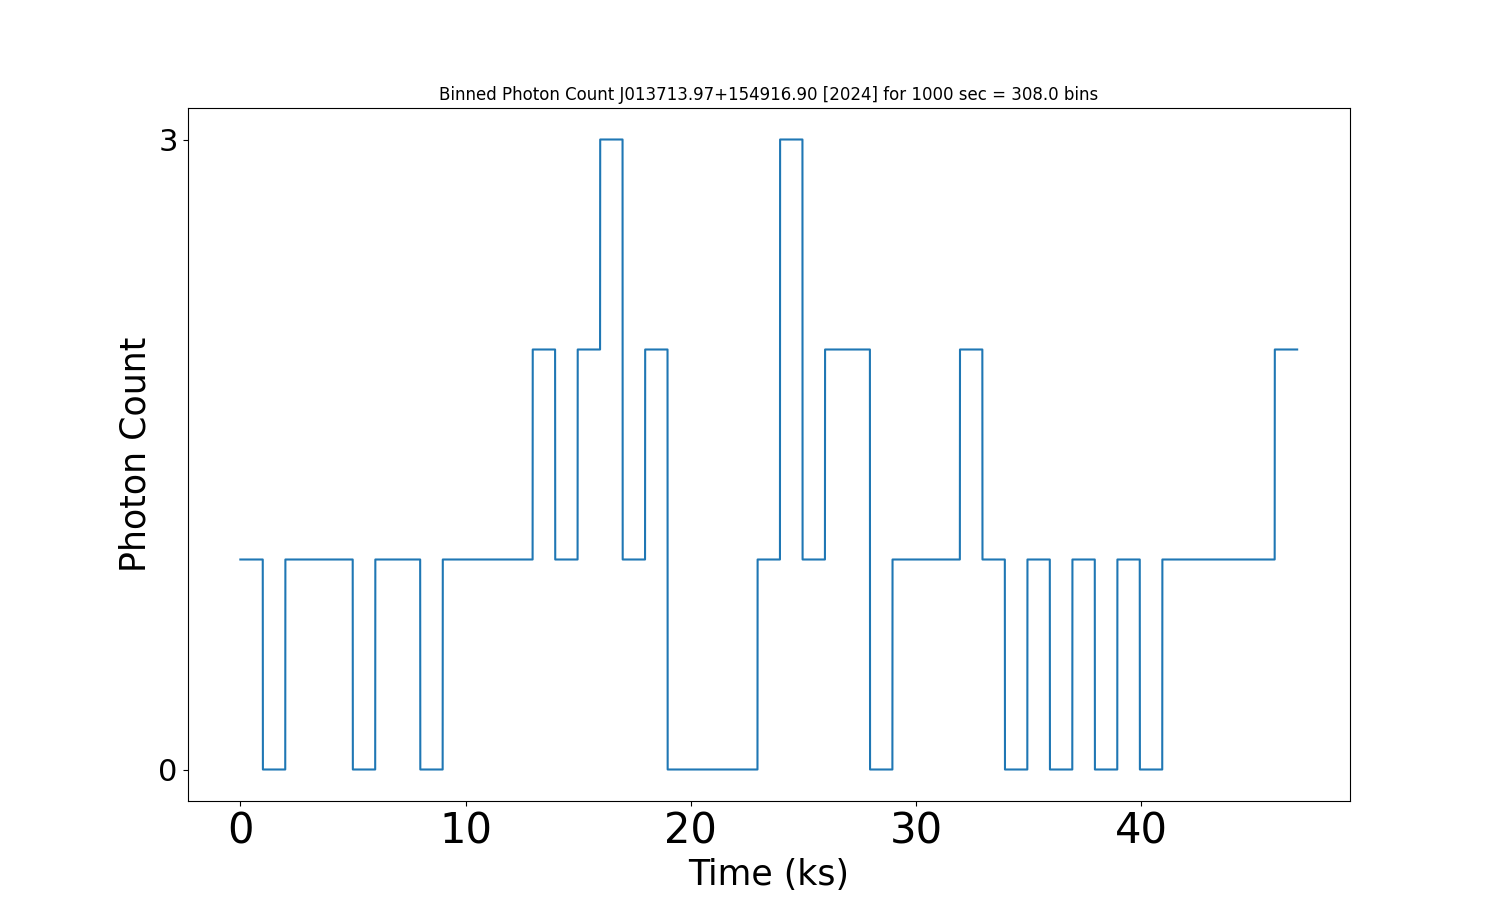 Binned Photon Count J013713.97+154916.90 [2024] for 1000 sec = 308.0 bins
3
Photon Count
0
0 10 20 30 40
Time (ks)